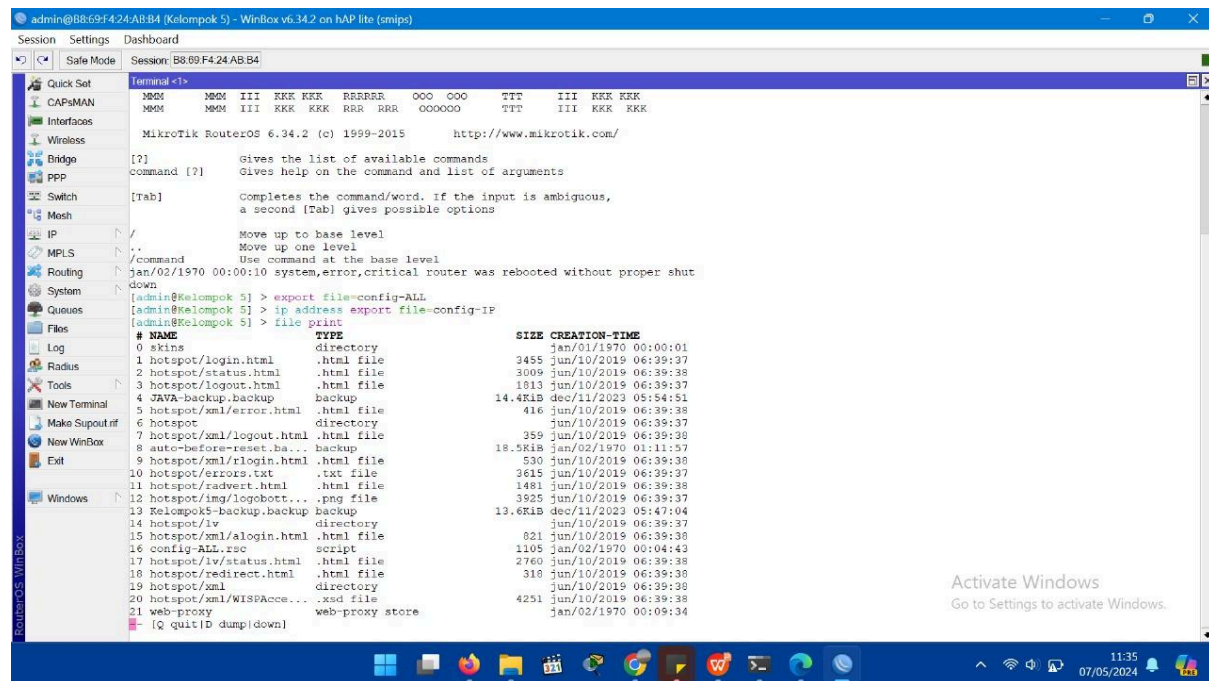 admin@B8:69:F4:24:AB:B4 (Kelompok 5) - WinBox v6.34.2 on hAP lite (smips)
Session Settings Dashboard
Safe Mode Session: B8:69:F4:24:AB:B4
Quick Set
CAPsMAN
Interfaces
Wireless
Bridge
PPP
Switch
Mesh
IP
MPLS
Routing
System
Queues
Files
Log
Radius
Tools
New Terminal
Make Supout.rif
New WinBox
Exit
Windows
RouterOS WinBox
Terminal <1>
MMM MMM III KKK KKK RRRRRR OOO OOO TTT III KKK KKK
MMM MMM III KKK KKK RRR RRR OOOOOO TTT III KKK KKK
MikroTik RouterOS 6.34.2 (c) 1999-2015 http://www.mikrotik.com/
[?] Gives the list of available commands
command [?] Gives help on the command and list of arguments
[Tab] Completes the command/word. If the input is ambiguous,
a second [Tab] gives possible options
/ Move up to base level
.. Move up one level
/command Use command at the base level
jan/02/1970 00:00:10 system,error,critical router was rebooted without proper shut
down
[admin@Kelompok 5] > export file=config-ALL
[admin@Kelompok 5] > ip address export file=config-IP
[admin@Kelompok 5] > file print
# NAME TYPE SIZE CREATION-TIME
0 skins directory jan/01/1970 00:00:01
1 hotspot/login.html .html file 3455 jun/10/2019 06:39:37
2 hotspot/status.html .html file 3009 jun/10/2019 06:39:38
3 hotspot/logout.html .html file 1813 jun/10/2019 06:39:37
4 JAVA-backup.backup backup 14.4KiB dec/11/2023 05:54:51
5 hotspot/xml/error.html .html file 416 jun/10/2019 06:39:38
6 hotspot directory jun/10/2019 06:39:37
7 hotspot/xml/logout.html .html file 359 jun/10/2019 06:39:38
8 auto-before-reset.ba... backup 18.5KiB jan/02/1970 01:11:57
9 hotspot/xml/rlogin.html .html file 530 jun/10/2019 06:39:38
10 hotspot/errors.txt .txt file 3615 jun/10/2019 06:39:37
11 hotspot/radvert.html .html file 1481 jun/10/2019 06:39:38
12 hotspot/img/logobott... .png file 3925 jun/10/2019 06:39:37
13 Kelompok5-backup.backup backup 13.6KiB dec/11/2023 05:47:04
14 hotspot/lv directory jun/10/2019 06:39:37
15 hotspot/xml/alogin.html .html file 821 jun/10/2019 06:39:38
16 config-ALL.rsc script 1105 jan/02/1970 00:04:43
17 hotspot/lv/status.html .html file 2760 jun/10/2019 06:39:38
18 hotspot/redirect.html .html file 318 jun/10/2019 06:39:38
19 hotspot/xml directory jun/10/2019 06:39:38
20 hotspot/xml/WISPAcce... .xsd file 4251 jun/10/2019 06:39:38
21 web-proxy web-proxy store jan/02/1970 00:09:34
-- [Q quit|D dump|down]
Activate Windows
Go to Settings to activate Windows.
321
11:35
07/05/2024
PRE